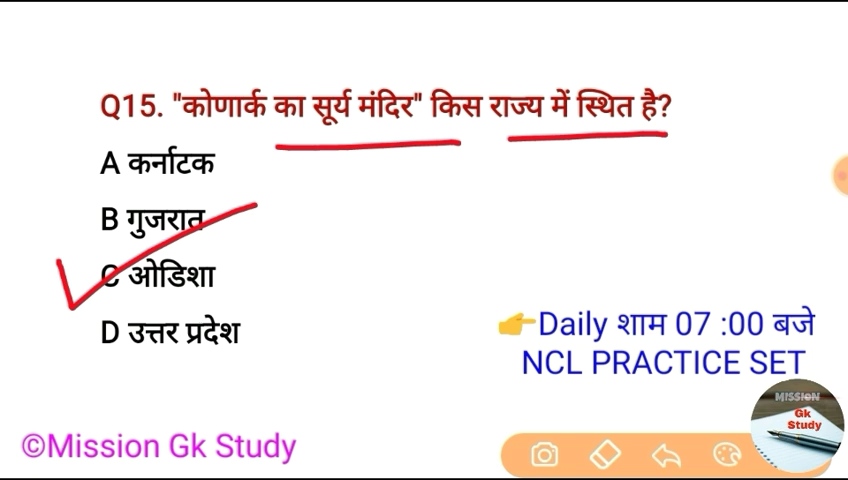 Q15. "कोणार्क का सूर्य मंदिर" किस राज्य में स्थित है?
A कर्नाटक
B गुजरात
C ओडिशा
D उत्तर प्रदेश
👉Daily शाम 07 :00 बजे
NCL PRACTICE SET
MISSION
Gk
Study
©Mission Gk Study